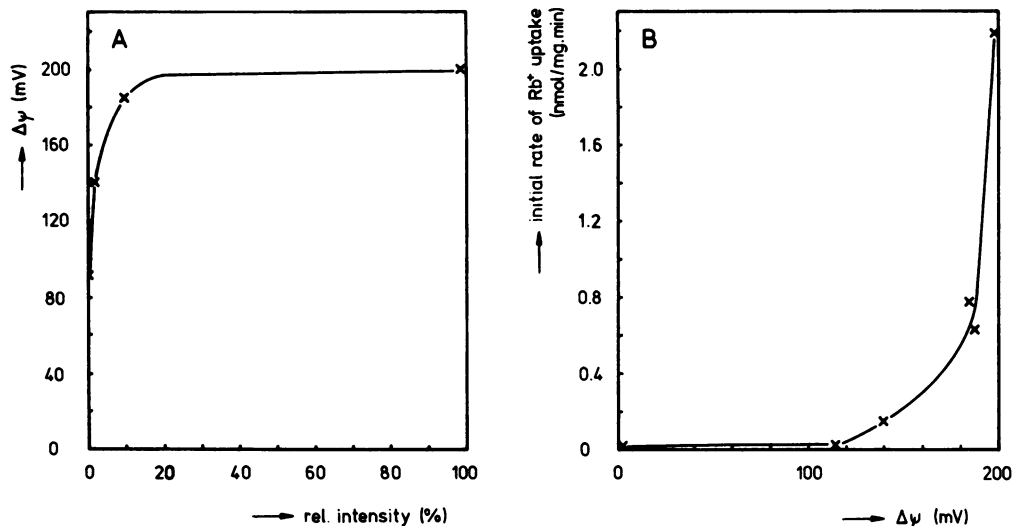 A
200
160
120
80
40
0
→ Δψ (mV)
0 20 40 60 80 100
→ rel. intensity (%)
B
2.0
1.6
1.2
0.8
0.4
0
→ initial rate of Rb⁺ uptake
(nmol/mg.min)
0 100 200
→ Δψ (mV)